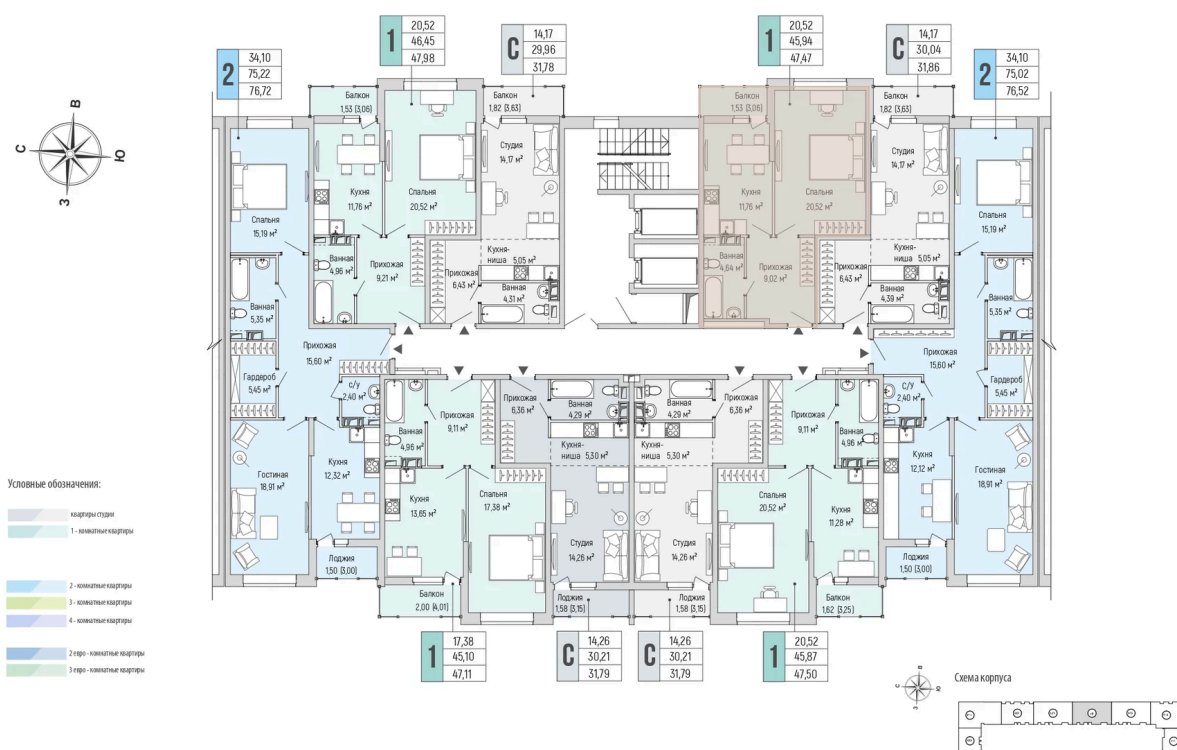 1
20,52
46,45
47,98
С
14,17
29,96
31,78
1
20,52
45,94
47,47
С
14,17
30,04
31,86
2
34,10
75,22
76,72
2
34,10
75,02
76,52
В
С
Ю
З
Балкон
1,53 (3,06)
Балкон
1,82 (3,63)
Балкон
1,53 (3,06)
Балкон
1,82 (3,63)
Спальня
15,19 м²
Кухня
11,76 м²
Спальня
20,52 м²
Студия
14,17 м²
Кухня
11,76 м²
Спальня
20,52 м²
Студия
14,17 м²
Спальня
15,19 м²
Ванная
4,96 м²
Прихожая
9,21 м²
Прихожая
6,43 м²
Кухня-
ниша 5,05 м²
Ванная
4,31 м²
Ванная
4,64 м²
Прихожая
9,02 м²
Прихожая
6,43 м²
Кухня-
ниша 5,05 м²
Ванная
4,39 м²
Ванная
5,35 м²
Ванная
5,35 м²
Прихожая
15,60 м²
Прихожая
15,60 м²
Гардероб
5,45 м²
с/у
2,40 м²
Ванная
4,96 м²
Прихожая
9,11 м²
Прихожая
6,36 м²
Ванная
4,29 м²
Ванная
4,29 м²
Прихожая
6,36 м²
Прихожая
9,11 м²
Ванная
4,96 м²
С/У
2,40 м²
Гардероб
5,45 м²
Кухня-
ниша 5,30 м²
Кухня-
ниша 5,30 м²
Гостиная
18,91 м²
Кухня
12,32 м²
Кухня
13,65 м²
Спальня
17,38 м²
Студия
14,26 м²
Студия
14,26 м²
Спальня
20,52 м²
Кухня
11,28 м²
Кухня
12,12 м²
Гостиная
18,91 м²
Лоджия
1,50 (3,00)
Балкон
2,00 (4,01)
Лоджия
1,58 (3,15)
Лоджия
1,58 (3,15)
Балкон
1,62 (3,25)
Лоджия
1,50 (3,00)
1
17,38
45,10
47,11
С
14,26
30,21
31,79
С
14,26
30,21
31,79
1
20,52
45,87
47,50
Условные обозначения:
квартиры студии
1 - комнатные квартиры
2 - комнатные квартиры
3 - комнатные квартиры
4 - комнатные квартиры
2 евро - комнатные квартиры
3 евро - комнатные квартиры
В
С
Ю
З
Схема корпуса